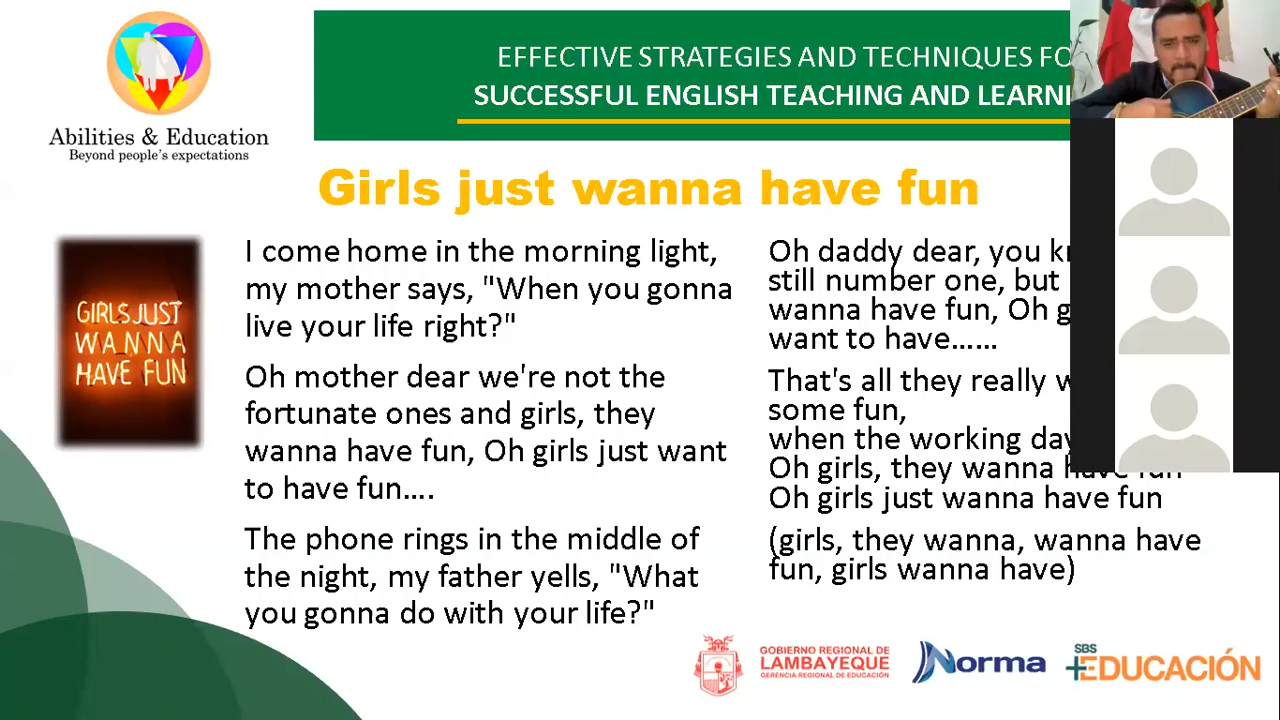 Abilities & Education
Beyond people's expectations
EFFECTIVE STRATEGIES AND TECHNIQUES
SUCCESSFUL ENGLISH TEACHING AND
Girls just wanna have fun
GIRLS JUST
WANNA
HAVE FUN
I come home in the morning light,
my mother says, "When you gonna
live your life right?"
Oh mother dear we're not the
fortunate ones and girls, they
wanna have fun, Oh girls just want
to have fun....
The phone rings in the middle of
the night, my father yells, "What
you gonna do with your life?"
Oh daddy dear, you
still number one, but
wanna have fun, Oh
want to have......
That's all they really
some fun,
when the working
Oh girls, they wanna have fun
Oh girls just wanna have fun
(girls, they wanna, wanna have
fun, girls wanna have)
GOBIERNO REGIONAL DE
LAMBAYEQUE
GERENCIA REGIONAL DE EDUCACIÓN
Norma
SBS
EDUCACIÓN